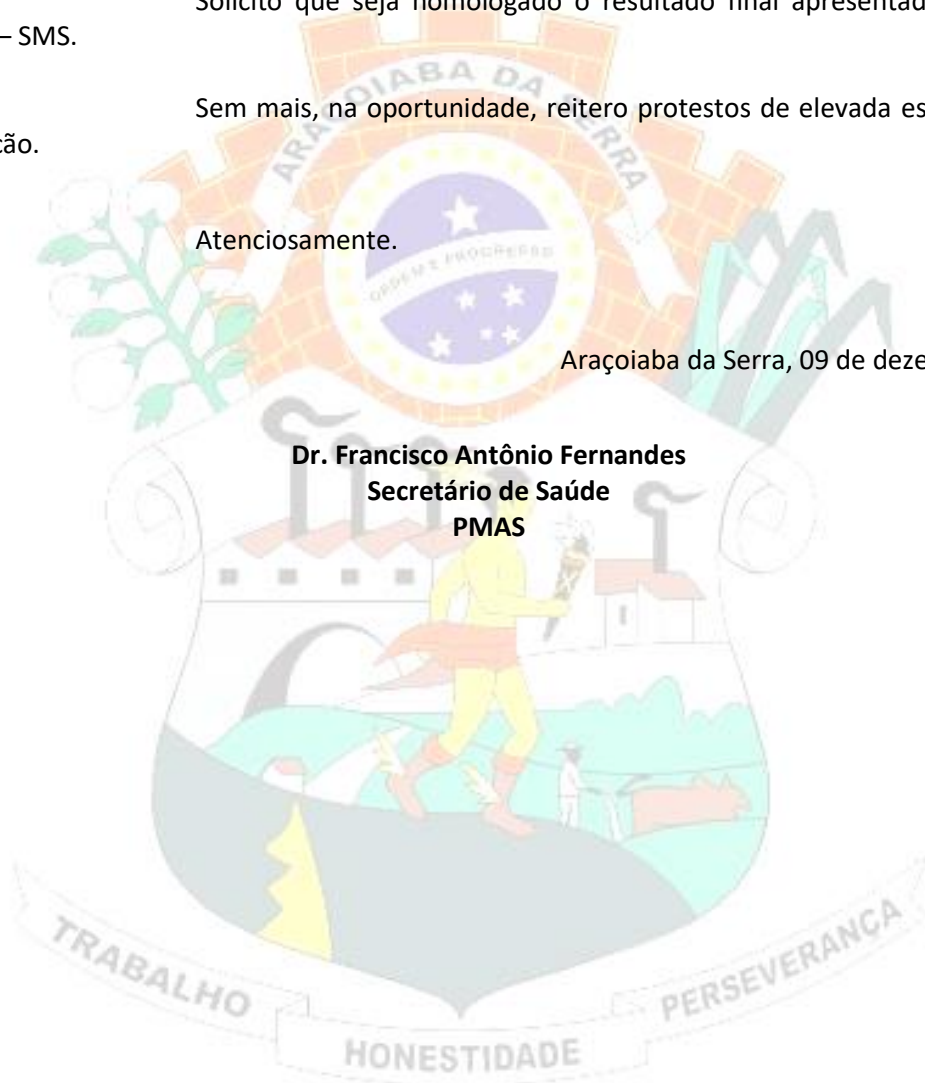 Solicito que seja homologado o resultado final apresentad
– SMS.
Sem mais, na oportunidade, reitero protestos de elevada es
ção.
Atenciosamente.
Araçoiaba da Serra, 09 de deze
Dr. Francisco Antônio Fernandes
Secretário de Saúde
PMAS
ARAÇOIABA DA SERRA
ORDEM E PROGRESSO
TRABALHO
HONESTIDADE
PERSEVERANÇA